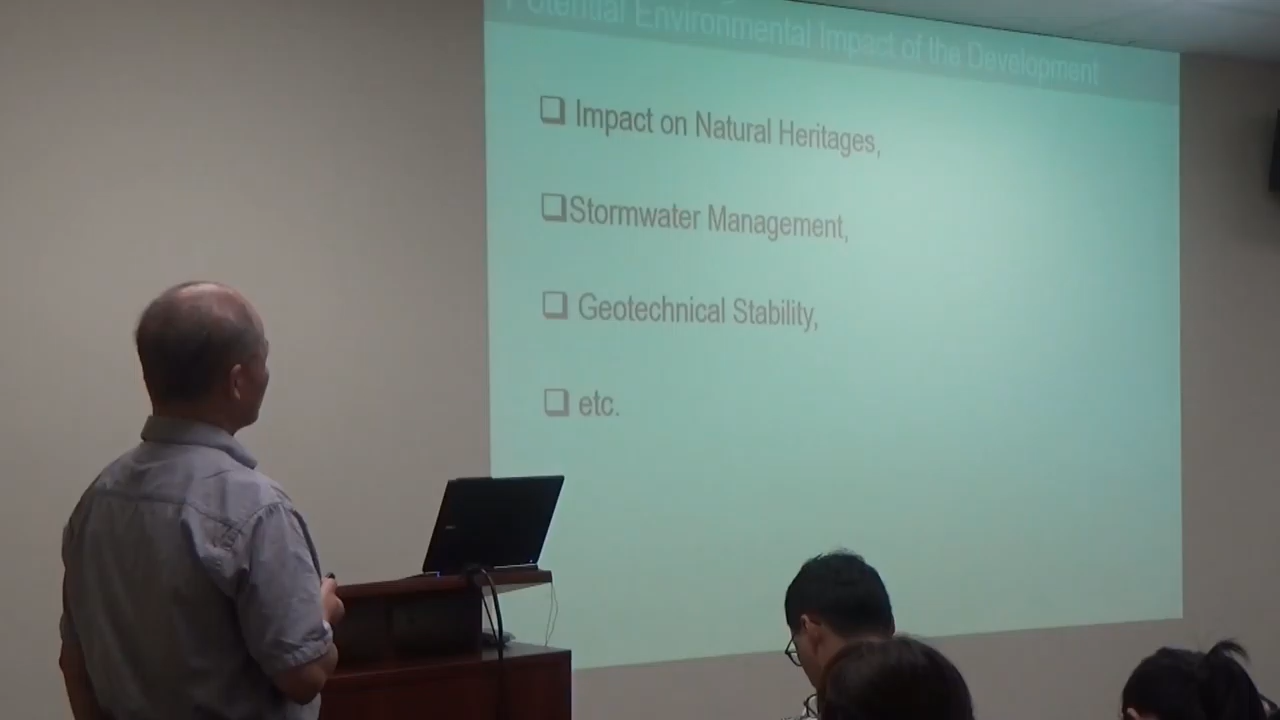 Potential Environmental Impact of the Development
❑ Impact on Natural Heritages,
❑Stormwater Management,
❑ Geotechnical Stability,
❑ etc.